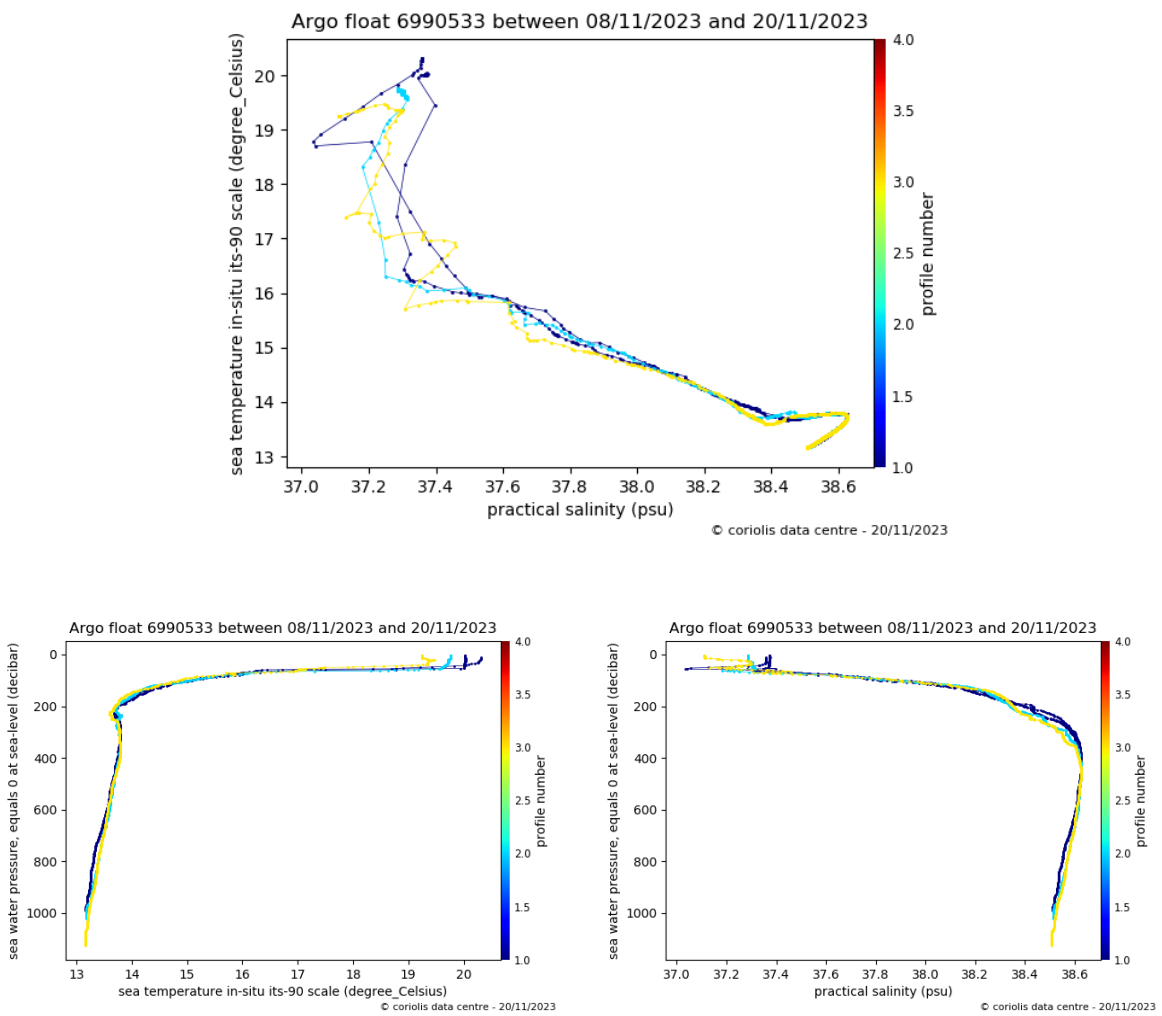 Argo float 6990533 between 08/11/2023 and 20/11/2023
sea temperature in-situ its-90 scale (degree_Celsius)
20
19
18
17
16
15
14
13
37.0 37.2 37.4 37.6 37.8 38.0 38.2 38.4 38.6
practical salinity (psu)
4.0
3.5
3.0
2.5
2.0
1.5
1.0
profile number
© coriolis data centre - 20/11/2023
Argo float 6990533 between 08/11/2023 and 20/11/2023
sea water pressure, equals 0 at sea-level (decibar)
0
200
400
600
800
1000
13 14 15 16 17 18 19 20
sea temperature in-situ its-90 scale (degree_Celsius)
4.0
3.5
3.0
2.5
2.0
1.5
1.0
profile number
© coriolis data centre - 20/11/2023
Argo float 6990533 between 08/11/2023 and 20/11/2023
sea water pressure, equals 0 at sea-level (decibar)
0
200
400
600
800
1000
37.0 37.2 37.4 37.6 37.8 38.0 38.2 38.4 38.6
practical salinity (psu)
4.0
3.5
3.0
2.5
2.0
1.5
1.0
profile number
© coriolis data centre - 20/11/2023